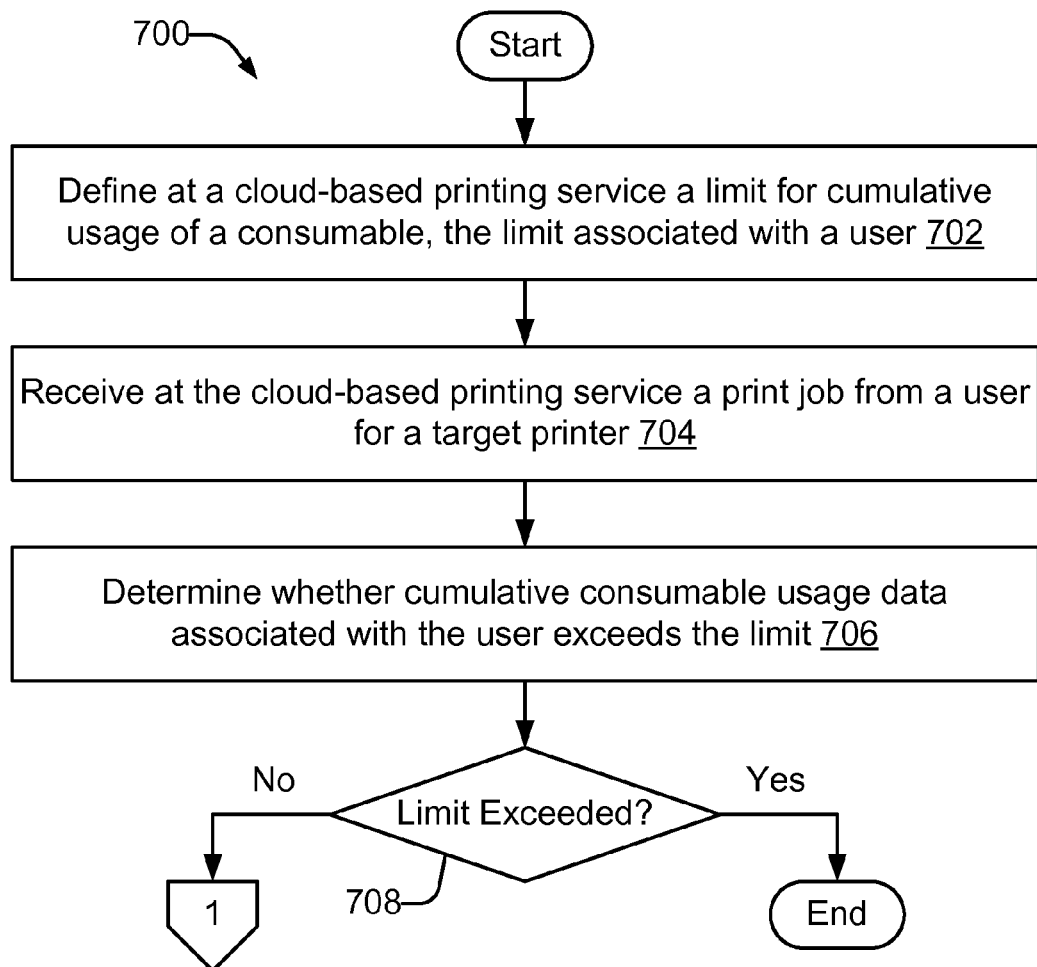 700
Start
Define at a cloud-based printing service a limit for cumulative
usage of a consumable, the limit associated with a user 702
Receive at the cloud-based printing service a print job from a user
for a target printer 704
Determine whether cumulative consumable usage data
associated with the user exceeds the limit 706
No
Yes
Limit Exceeded?
708
1
End